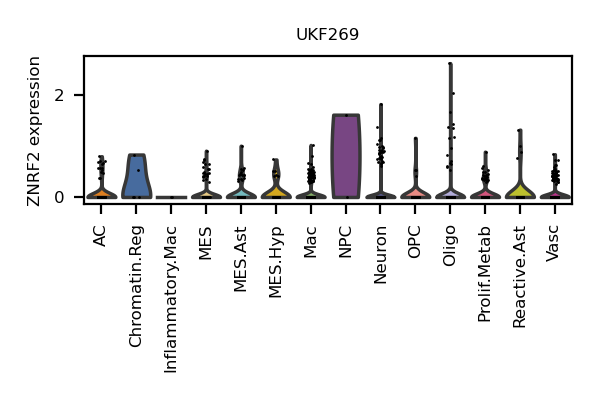 UKF269
ZNRF2 expression
2
0
AC
Chromatin.Reg
Inflammatory.Mac
MES
MES.Ast
MES.Hyp
Mac
NPC
Neuron
OPC
Oligo
Prolif.Metab
Reactive.Ast
Vasc